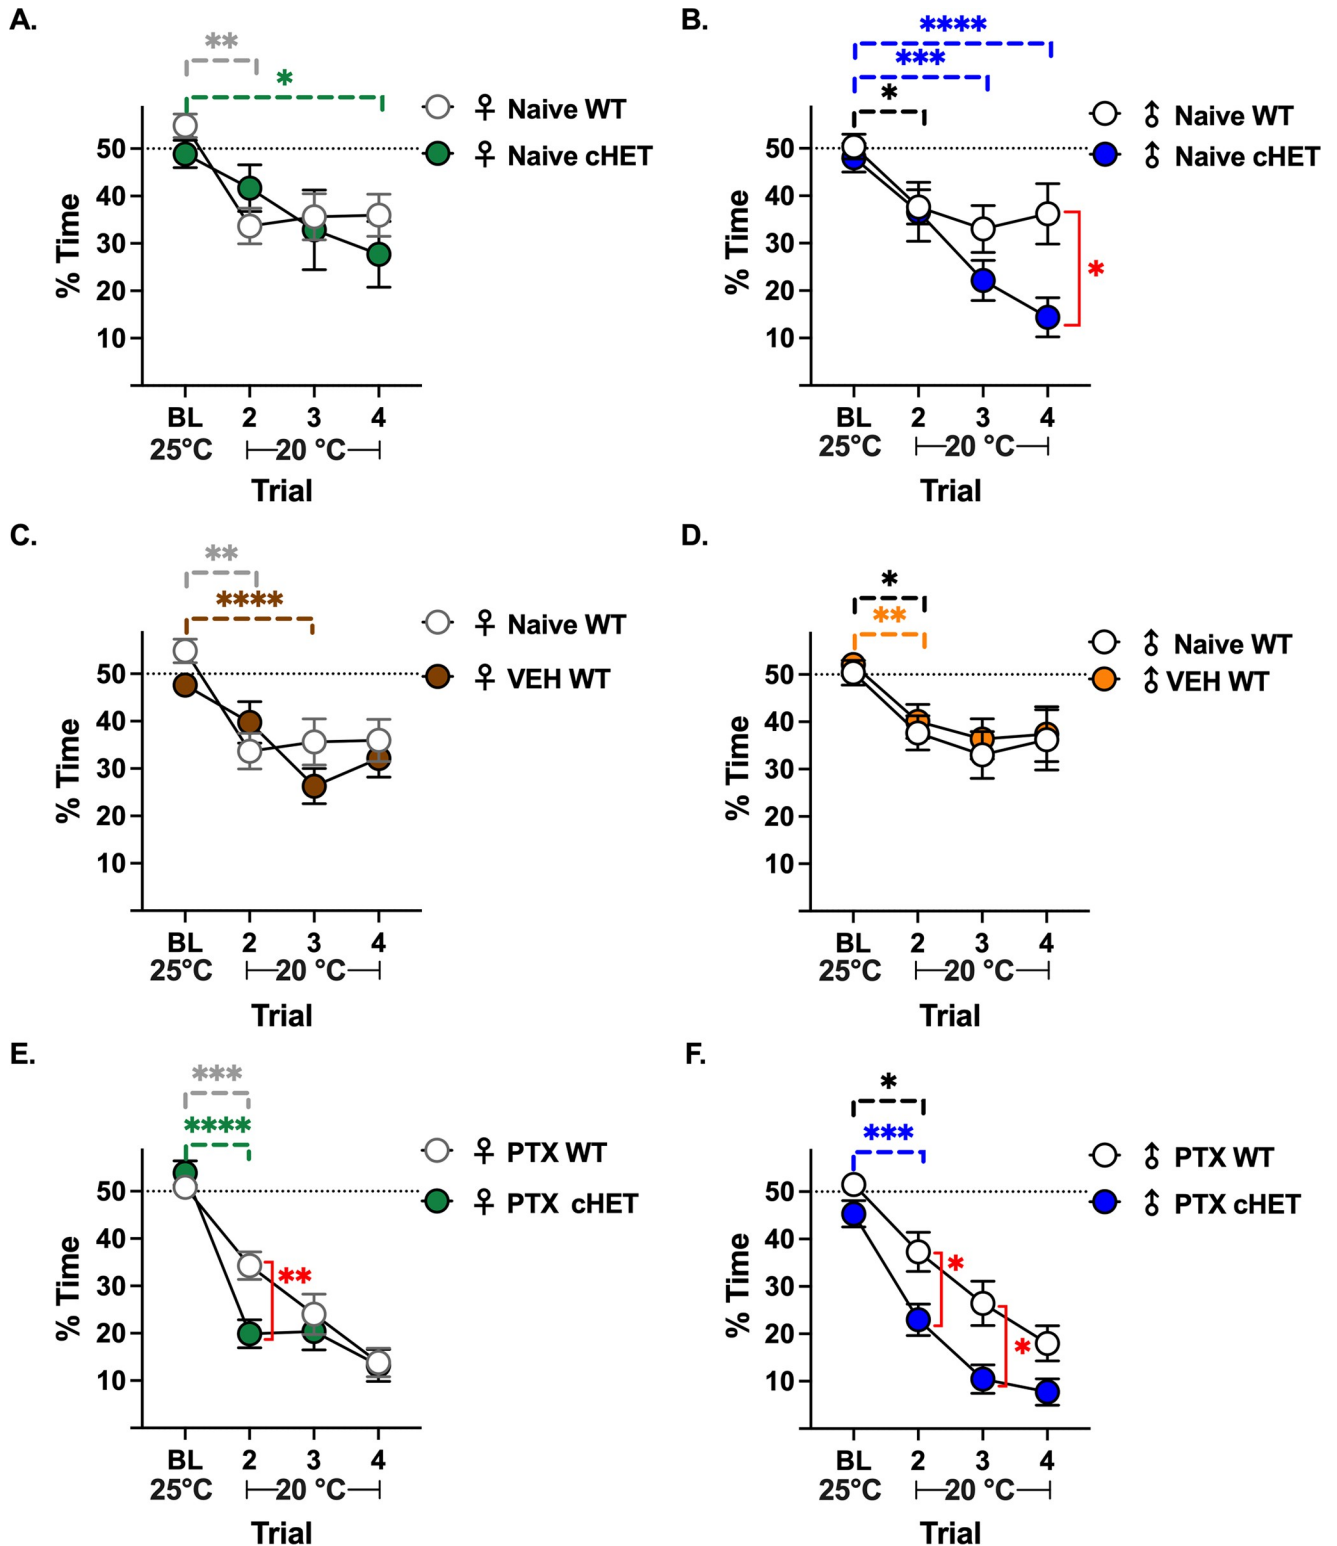 A.
**
*
♀ Naive WT
♀ Naive cHET
% Time
50
40
30
20
10
BL 2 3 4
25°C 20 °C
Trial
B.
****
***
*
♂ Naive WT
♂ Naive cHET
% Time
50
40
30
20
10
*
BL 2 3 4
25°C 20 °C
Trial
C.
**
****
♀ Naive WT
♀ VEH WT
% Time
50
40
30
20
10
BL 2 3 4
25°C 20 °C
Trial
D.
*
**
♂ Naive WT
♂ VEH WT
% Time
50
40
30
20
10
BL 2 3 4
25°C 20 °C
Trial
E.
***
****
♀ PTX WT
♀ PTX cHET
% Time
50
40
30
20
10
**
BL 2 3 4
25°C 20 °C
Trial
F.
*
***
♂ PTX WT
♂ PTX cHET
% Time
50
40
30
20
10
*
*
BL 2 3 4
25°C 20 °C
Trial